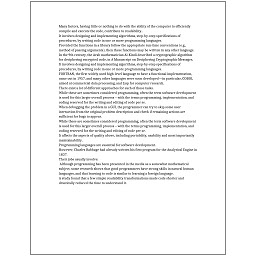 Many factors, having little or nothing to do with the ability of the computer to efficiently
compile and execute the code, contribute to readability.
It involves designing and implementing algorithms, step-by-step specifications of
procedures, by writing code in one or more programming languages.
Provided the functions in a library follow the appropriate run-time conventions (e.g.,
method of passing arguments), then these functions may be written in any other language.
In the 9th century, the Arab mathematician Al-Kindi described a cryptographic algorithm
for deciphering encrypted code, in A Manuscript on Deciphering Cryptographic Messages.
It involves designing and implementing algorithms, step-by-step specifications of
procedures, by writing code in one or more programming languages.
FORTRAN, the first widely used high-level language to have a functional implementation,
came out in 1957, and many other languages were soon developed—in particular, COBOL
aimed at commercial data processing, and Lisp for computer research.
There exist a lot of different approaches for each of those tasks.
While these are sometimes considered programming, often the term software development
is used for this larger overall process – with the terms programming, implementation, and
coding reserved for the writing and editing of code per se.
When debugging the problem in a GUI, the programmer can try to skip some user
interaction from the original problem description and check if remaining actions are
sufficient for bugs to appear.
While these are sometimes considered programming, often the term software development
is used for this larger overall process – with the terms programming, implementation, and
coding reserved for the writing and editing of code per se.
It affects the aspects of quality above, including portability, usability and most importantly
maintainability.
Programming languages are essential for software development.
However, Charles Babbage had already written his first program for the Analytical Engine in
1837.
Their jobs usually involve:
Although programming has been presented in the media as a somewhat mathematical
subject, some research shows that good programmers have strong skills in natural human
languages, and that learning to code is similar to learning a foreign language.
A study found that a few simple readability transformations made code shorter and
drastically reduced the time to understand it.